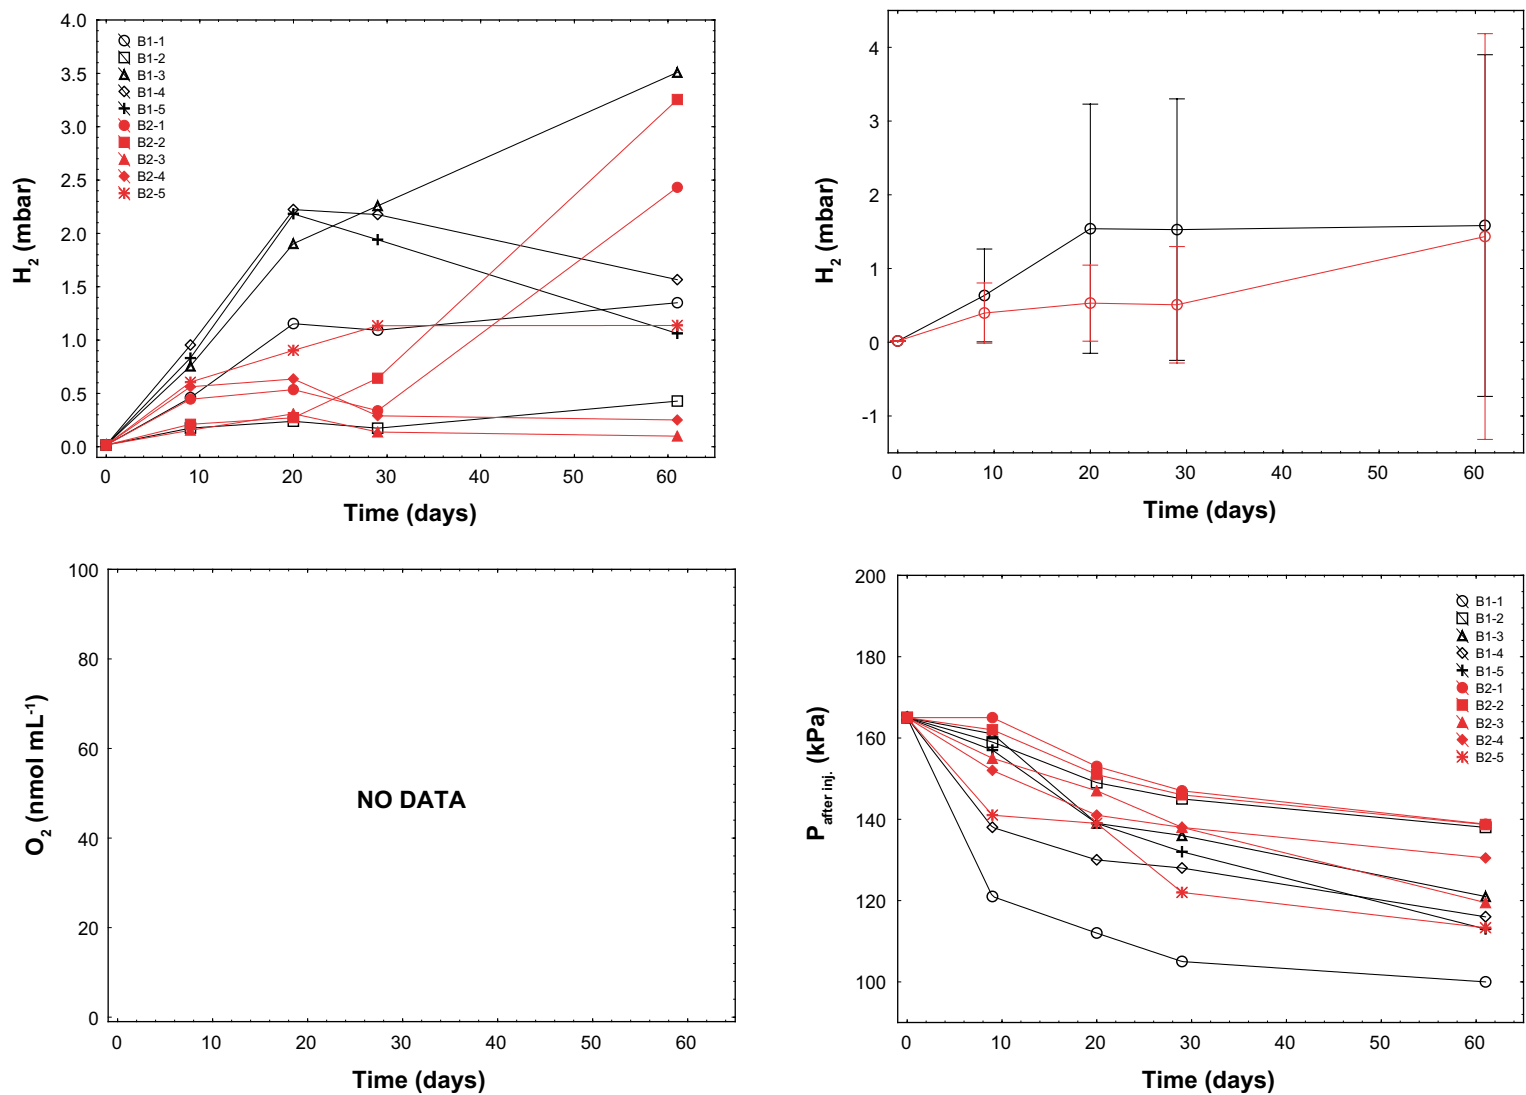 4.0
3.5
3.0
2.5
2.0
1.5
1.0
0.5
0.0
H2 (mbar)
B1-1
B1-2
B1-3
B1-4
B1-5
B2-1
B2-2
B2-3
B2-4
B2-5
0 10 20 30 40 50 60
Time (days)
4
3
2
1
0
-1
H2 (mbar)
0 10 20 30 40 50 60
Time (days)
100
80
60
40
20
0
O2 (nmol mL-1)
NO DATA
0 10 20 30 40 50 60
Time (days)
200
180
160
140
120
100
Pafter inj. (kPa)
B1-1
B1-2
B1-3
B1-4
B1-5
B2-1
B2-2
B2-3
B2-4
B2-5
0 10 20 30 40 50 60
Time (days)